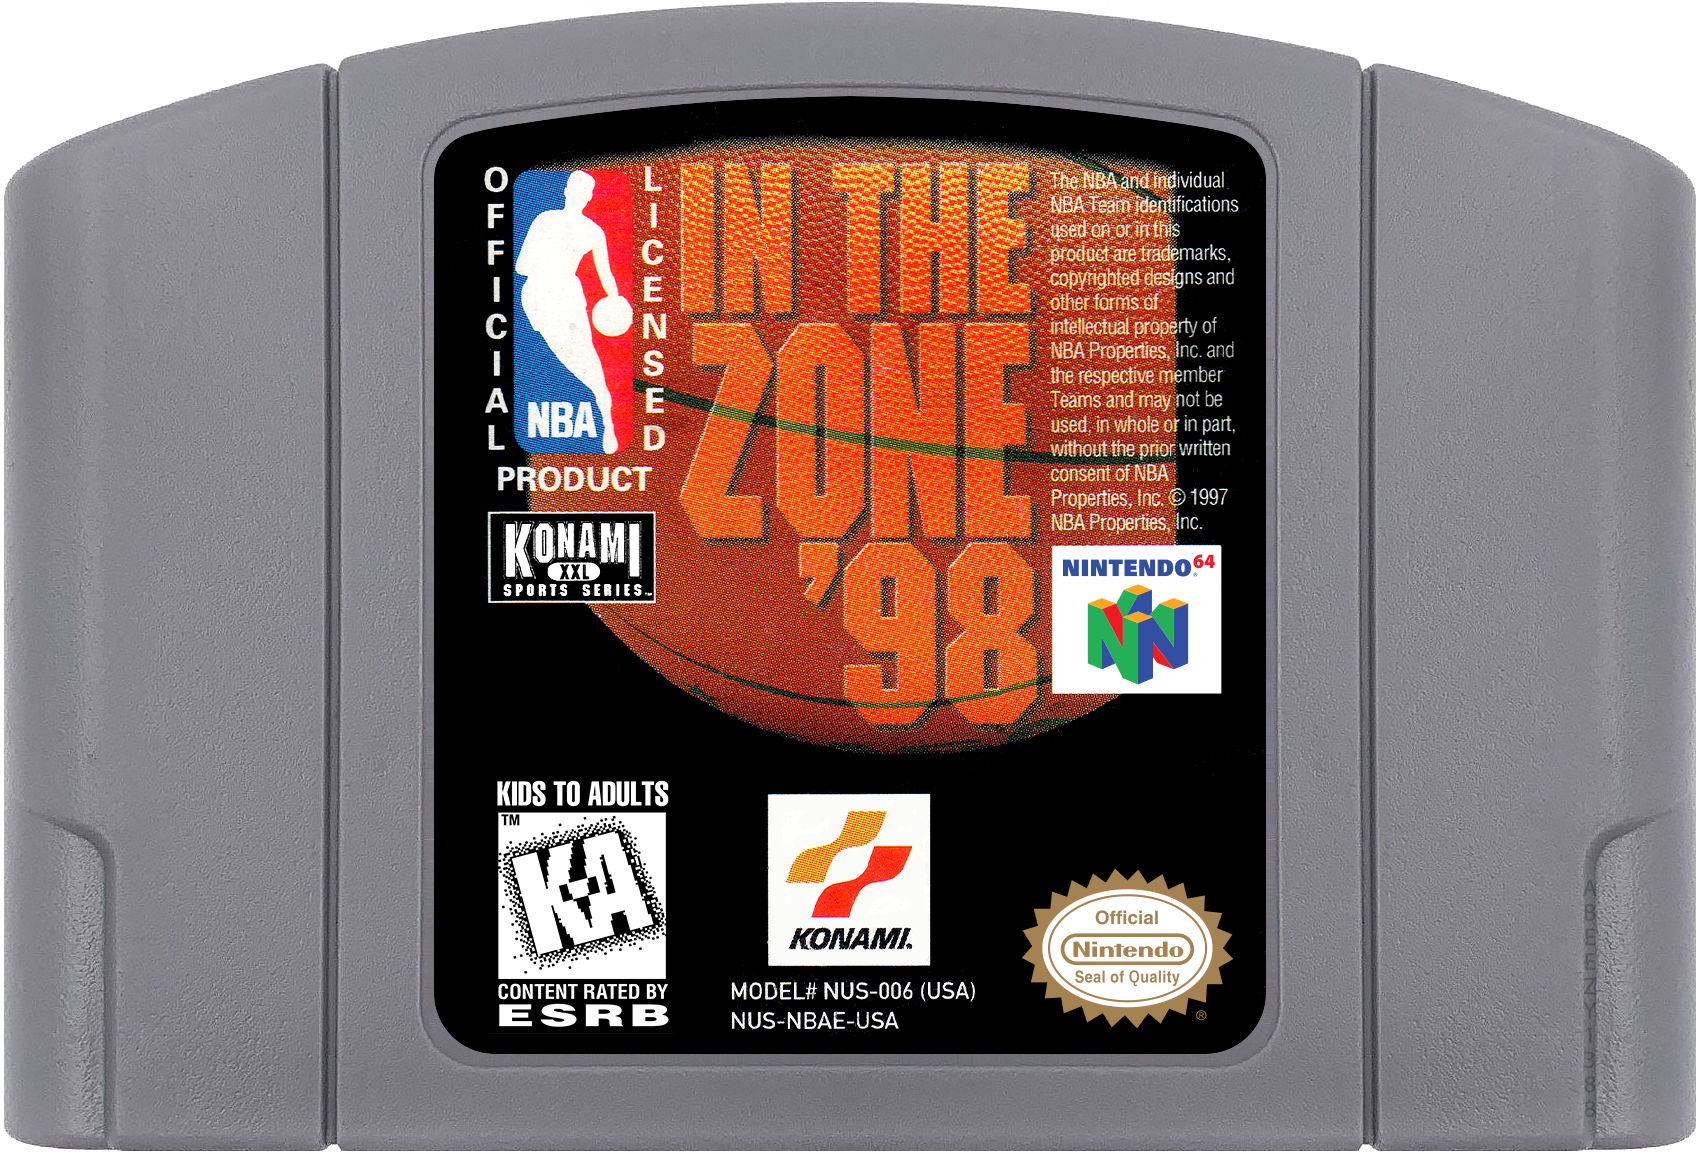 OFFICIAL
LICENSED
NBA
PRODUCT
KONAMI
XXL
SPORTS SERIES™
IN THE
ZONE
'98
The NBA and individual
NBA Team identifications
used on or in this
product are trademarks,
copyrighted designs and
other forms of
intellectual property of
NBA Properties, Inc. and
the respective member
Teams and may not be
used, in whole or in part,
without the prior written
consent of NBA
Properties, Inc. © 1997
NBA Properties, Inc.
NINTENDO64®
KIDS TO ADULTS
TM
KA
CONTENT RATED BY
ESRB
KONAMI.
MODEL# NUS-006 (USA)
NUS-NBAE-USA
Official
Nintendo
Seal of Quality
®